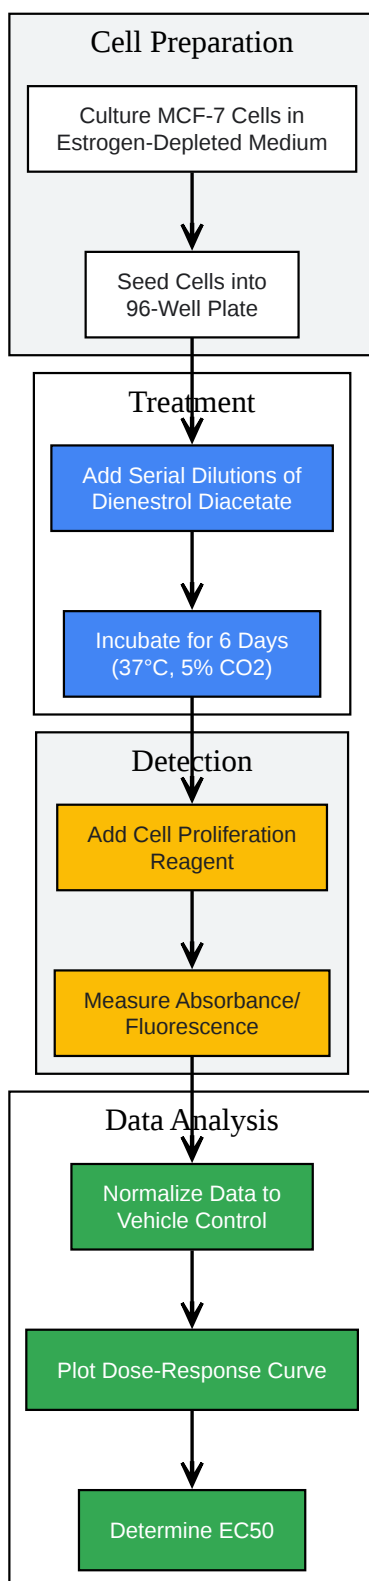 Cell Preparation
Culture MCF-7 Cells in
Estrogen-Depleted Medium
Seed Cells into
96-Well Plate
Treatment
Add Serial Dilutions of
Dienestrol Diacetate
Incubate for 6 Days
(37°C, 5% CO2)
Detection
Add Cell Proliferation
Reagent
Measure Absorbance/
Fluorescence
Data Analysis
Normalize Data to
Vehicle Control
Plot Dose-Response Curve
Determine EC50